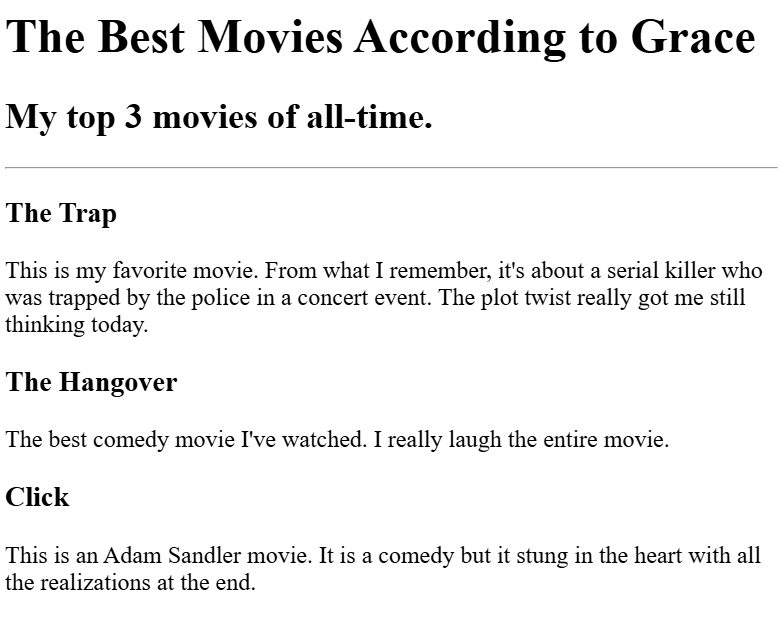 The Best Movies According to Grace
My top 3 movies of all-time.
The Trap
This is my favorite movie. From what I remember, it's about a serial killer who
was trapped by the police in a concert event. The plot twist really got me still
thinking today.
The Hangover
The best comedy movie I've watched. I really laugh the entire movie.
Click
This is an Adam Sandler movie. It is a comedy but it stung in the heart with all
the realizations at the end.